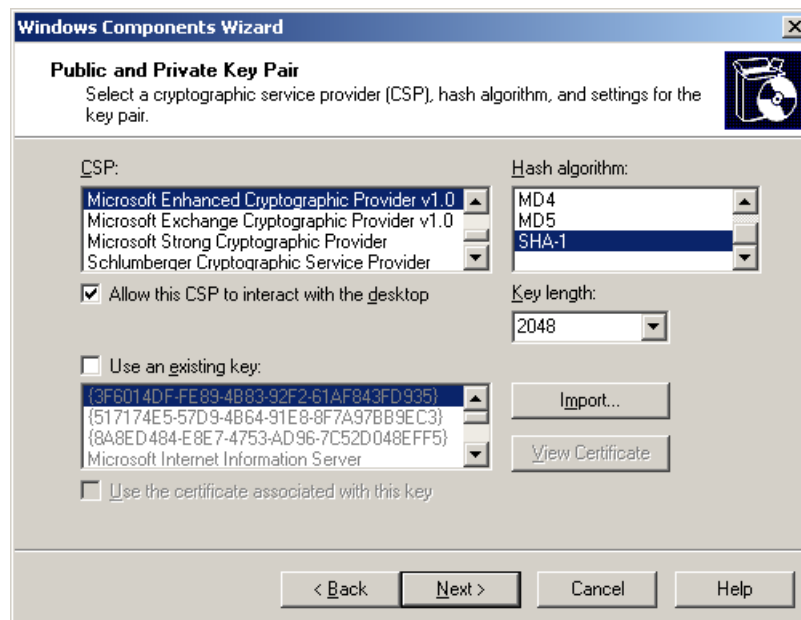 Windows Components Wizard
Public and Private Key Pair
Select a cryptographic service provider (CSP), hash algorithm, and settings for the
key pair.
CSP:
Microsoft Enhanced Cryptographic Provider v1.0
Microsoft Exchange Cryptographic Provider v1.0
Microsoft Strong Cryptographic Provider
Schlumberger Cryptographic Service Provider
Allow this CSP to interact with the desktop
Hash algorithm:
MD4
MD5
SHA-1
Key length:
2048
Use an existing key:
{3F6014DF-FE89-4B83-92F2-61AF843FD935}
{517174E5-57D9-4B64-91E8-8F7A97BB9EC3}
{8A8ED484-E8E7-4753-AD96-7C52D048EFF5}
Microsoft Internet Information Server
Use the certificate associated with this key
Import...
View Certificate
< Back
Next >
Cancel
Help